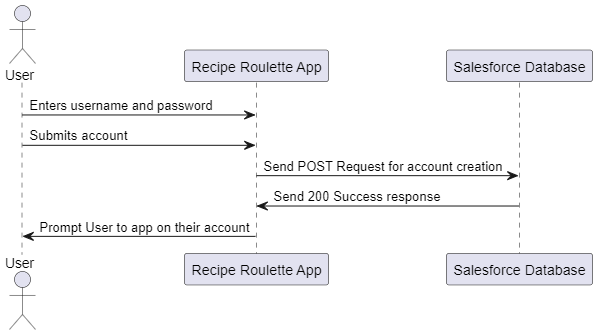 User
Recipe Roulette App
Salesforce Database
Enters username and password
Submits account
Send POST Request for account creation
Send 200 Success response
Prompt User to app on their account
User
Recipe Roulette App
Salesforce Database